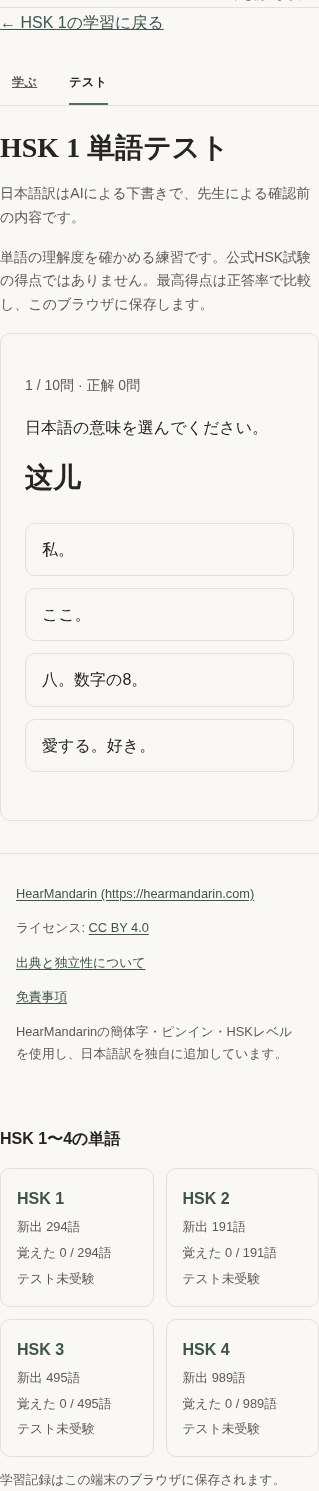 ← HSK 1の学習に戻る
学ぶ
テスト
HSK 1 単語テスト
日本語訳はAIによる下書きで、先生による確認前
の内容です。
単語の理解度を確かめる練習です。公式HSK試験
の得点ではありません。最高得点は正答率で比較
し、このブラウザに保存します。
1 / 10問 · 正解 0問
日本語の意味を選んでください。
这儿
私。
ここ。
八。数字の8。
愛する。好き。
HearMandarin (https://hearmandarin.com)
ライセンス: CC BY 4.0
出典と独立性について
免責事項
HearMandarinの簡体字・ピンイン・HSKレベル
を使用し、日本語訳を独自に追加しています。
HSK 1〜4の単語
HSK 1
新出 294語
覚えた 0 / 294語
テスト未受験
HSK 2
新出 191語
覚えた 0 / 191語
テスト未受験
HSK 3
新出 495語
覚えた 0 / 495語
テスト未受験
HSK 4
新出 989語
覚えた 0 / 989語
テスト未受験
学習記録はこの端末のブラウザに保存されます。